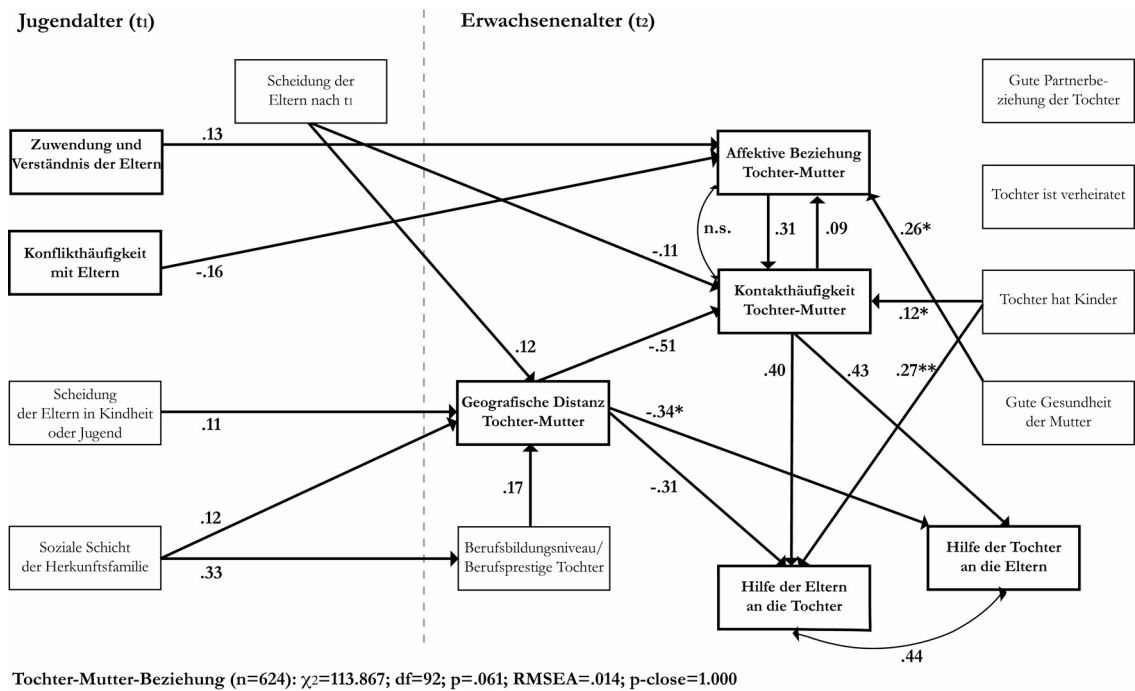 Jugendalter (t1)
Erwachsenenalter (t2)
Scheidung der
Eltern nach t1
Gute Partnerbe-
ziehung der Tochter
Zuwendung und
Verständnis der Eltern
.13
Affektive Beziehung
Tochter-Mutter
Tochter ist verheiratet
Konflikthäufigkeit
mit Eltern
-.16
n.s.
.31
.09
.26*
-.11
Kontakthäufigkeit
Tochter-Mutter
Tochter hat Kinder
.12*
.12
-.51
.40
.43
.27**
Scheidung
der Eltern in Kindheit
oder Jugend
.11
Geografische Distanz
Tochter-Mutter
-.34*
Gute Gesundheit
der Mutter
.17
-.31
.12
Soziale Schicht
der Herkunftsfamilie
.33
Berufsbildungsniveau/
Berufsprestige Tochter
Hilfe der Tochter
an die Eltern
Hilfe der Eltern
an die Tochter
.44
Tochter-Mutter-Beziehung (n=624): χ2=113.867; df=92; p=.061; RMSEA=.014; p-close=1.000